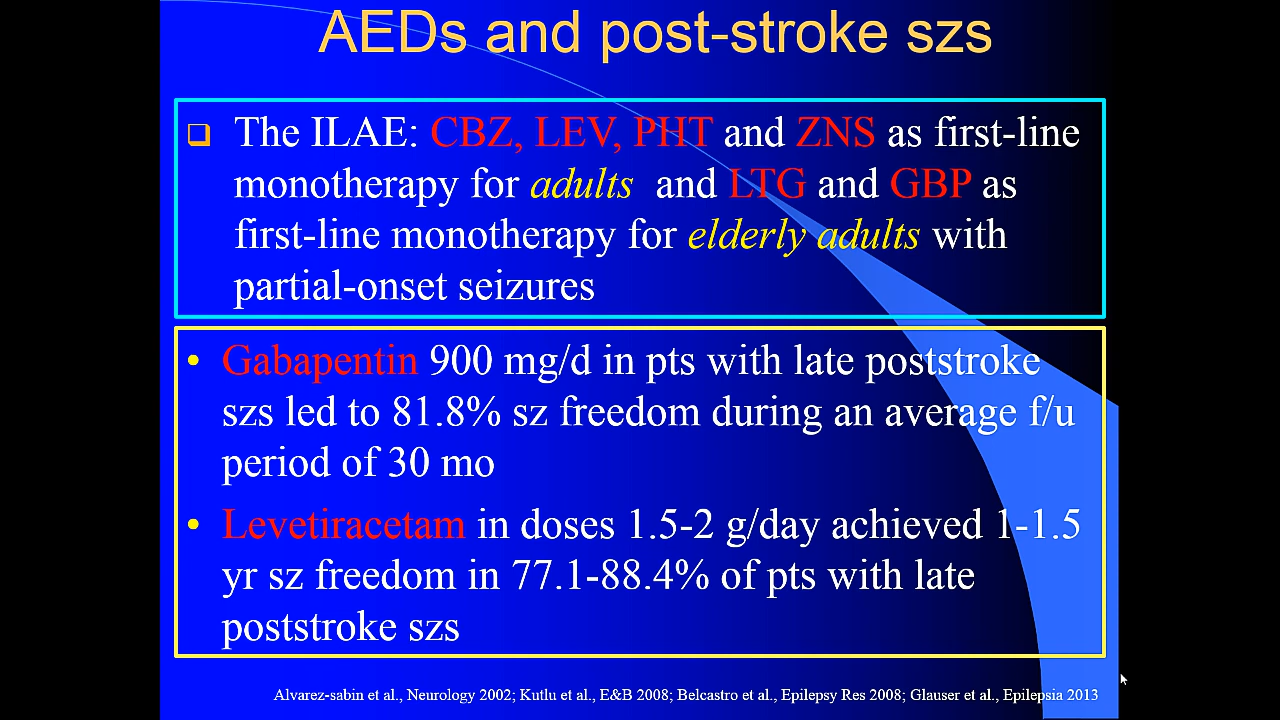 AEDs and post-stroke szs
The ILAE: CBZ, LEV, PHT and ZNS as first-line
monotherapy for adults and LTG and GBP as
first-line monotherapy for elderly adults with
partial-onset seizures
• Gabapentin 900 mg/d in pts with late poststroke
szs led to 81.8% sz freedom during an average f/u
period of 30 mo
• Levetiracetam in doses 1.5-2 g/day achieved 1-1.5
yr sz freedom in 77.1-88.4% of pts with late
poststroke szs
Alvarez-sabin et al., Neurology 2002; Kutlu et al., E&B 2008; Belcastro et al., Epilepsy Res 2008; Glauser et al., Epilepsia 2013